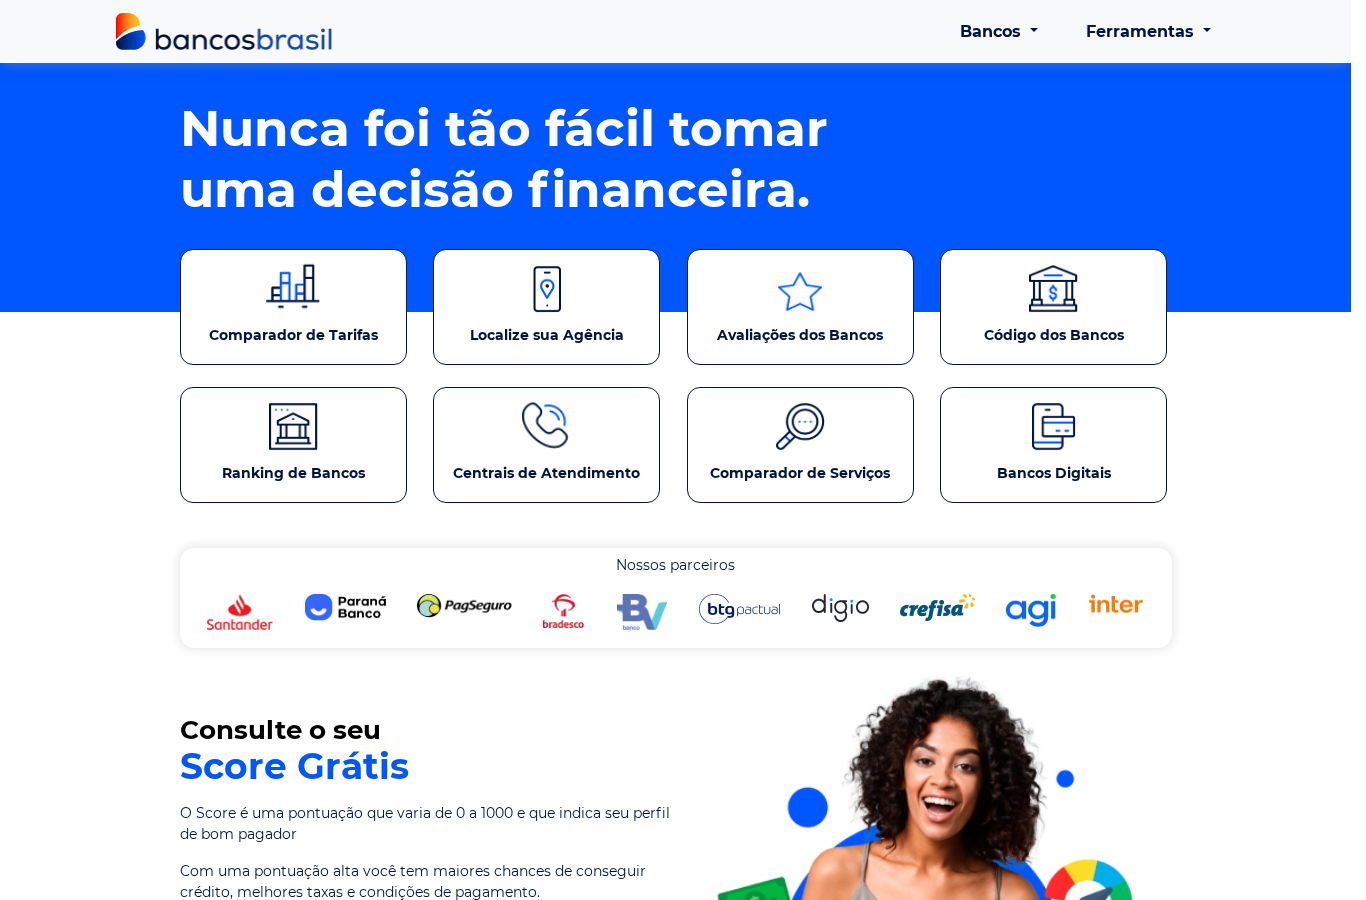 bancosbrasil
Bancos
Ferramentas
Nunca foi tão fácil tomar
uma decisão financeira.
Comparador de Tarifas
Localize sua Agência
Avaliações dos Bancos
Código dos Bancos
Ranking de Bancos
Centrais de Atendimento
Comparador de Serviços
Bancos Digitais
Nossos parceiros
Santander
Paraná
Banco
PagSeguro
bradesco
BV
banco
btg pactual
digio
crefisa
agi
inter
Consulte o seu
Score Grátis
O Score é uma pontuação que varia de 0 a 1000 e que indica seu perfil
de bom pagador
Com uma pontuação alta você tem maiores chances de conseguir
crédito, melhores taxas e condições de pagamento.